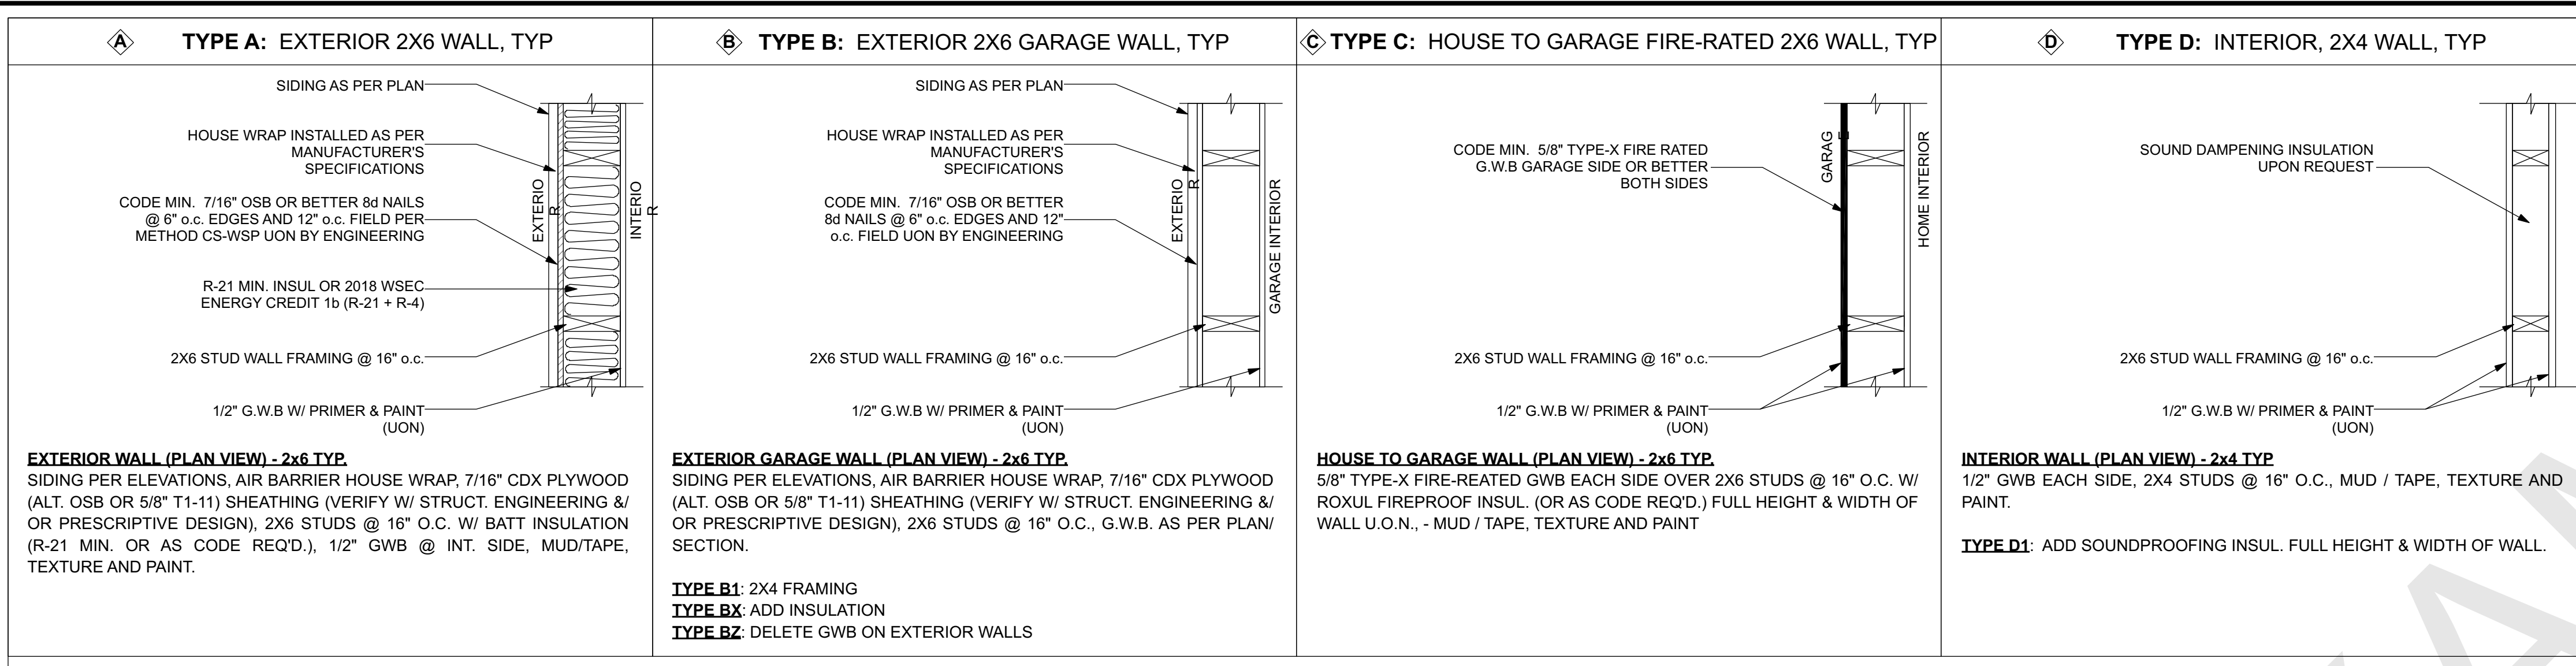 A TYPE A: EXTERIOR 2X6 WALL, TYP
SIDING AS PER PLAN
HOUSE WRAP INSTALLED AS PER
MANUFACTURER'S
SPECIFICATIONS
CODE MIN. 7/16" OSB OR BETTER 8d NAILS
@ 6" o.c. EDGES AND 12" o.c. FIELD PER
METHOD CS-WSP UON BY ENGINEERING
R-21 MIN. INSUL OR 2018 WSEC
ENERGY CREDIT 1b (R-21 + R-4)
2X6 STUD WALL FRAMING @ 16" o.c.
1/2" G.W.B W/ PRIMER & PAINT
(UON)
EXTERIO
R
INTERIO
R
EXTERIOR WALL (PLAN VIEW) - 2x6 TYP.
SIDING PER ELEVATIONS, AIR BARRIER HOUSE WRAP, 7/16" CDX PLYWOOD
(ALT. OSB OR 5/8" T1-11) SHEATHING (VERIFY W/ STRUCT. ENGINEERING &/
OR PRESCRIPTIVE DESIGN), 2X6 STUDS @ 16" O.C. W/ BATT INSULATION
(R-21 MIN. OR AS CODE REQ'D.), 1/2" GWB @ INT. SIDE, MUD/TAPE,
TEXTURE AND PAINT.
B TYPE B: EXTERIOR 2X6 GARAGE WALL, TYP
SIDING AS PER PLAN
HOUSE WRAP INSTALLED AS PER
MANUFACTURER'S
SPECIFICATIONS
CODE MIN. 7/16" OSB OR BETTER
8d NAILS @ 6" o.c. EDGES AND 12"
o.c. FIELD UON BY ENGINEERING
2X6 STUD WALL FRAMING @ 16" o.c.
1/2" G.W.B W/ PRIMER & PAINT
(UON)
EXTERIO
R
GARAGE INTERIOR
EXTERIOR GARAGE WALL (PLAN VIEW) - 2x6 TYP.
SIDING PER ELEVATIONS, AIR BARRIER HOUSE WRAP, 7/16" CDX PLYWOOD
(ALT. OSB OR 5/8" T1-11) SHEATHING (VERIFY W/ STRUCT. ENGINEERING &/
OR PRESCRIPTIVE DESIGN), 2X6 STUDS @ 16" O.C., G.W.B. AS PER PLAN/
SECTION.
TYPE B1: 2X4 FRAMING
TYPE BX: ADD INSULATION
TYPE BZ: DELETE GWB ON EXTERIOR WALLS
C TYPE C: HOUSE TO GARAGE FIRE-RATED 2X6 WALL, TYP
CODE MIN. 5/8" TYPE-X FIRE RATED
G.W.B GARAGE SIDE OR BETTER
BOTH SIDES
2X6 STUD WALL FRAMING @ 16" o.c.
1/2" G.W.B W/ PRIMER & PAINT
(UON)
GARAG
E
HOME INTERIOR
HOUSE TO GARAGE WALL (PLAN VIEW) - 2x6 TYP.
5/8" TYPE-X FIRE-REATED GWB EACH SIDE OVER 2X6 STUDS @ 16" O.C. W/
ROXUL FIREPROOF INSUL. (OR AS CODE REQ'D.) FULL HEIGHT & WIDTH OF
WALL U.O.N., - MUD / TAPE, TEXTURE AND PAINT
D TYPE D: INTERIOR, 2X4 WALL, TYP
SOUND DAMPENING INSULATION
UPON REQUEST
2X6 STUD WALL FRAMING @ 16" o.c.
1/2" G.W.B W/ PRIMER & PAINT
(UON)
INTERIOR WALL (PLAN VIEW) - 2x4 TYP
1/2" GWB EACH SIDE, 2X4 STUDS @ 16" O.C., MUD / TAPE, TEXTURE AND
PAINT.
TYPE D1: ADD SOUNDPROOFING INSUL. FULL HEIGHT & WIDTH OF WALL.